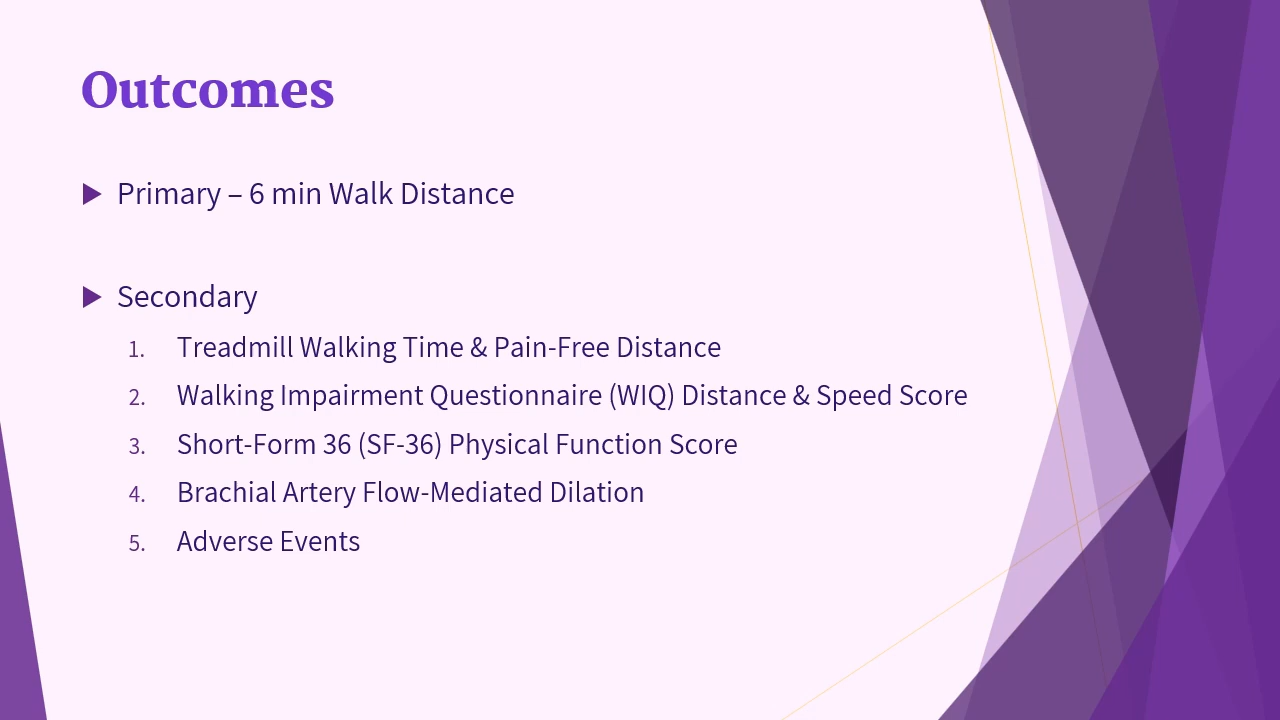 Outcomes
Primary – 6 min Walk Distance
Secondary
1. Treadmill Walking Time & Pain-Free Distance
2. Walking Impairment Questionnaire (WIQ) Distance & Speed Score
3. Short-Form 36 (SF-36) Physical Function Score
4. Brachial Artery Flow-Mediated Dilation
5. Adverse Events